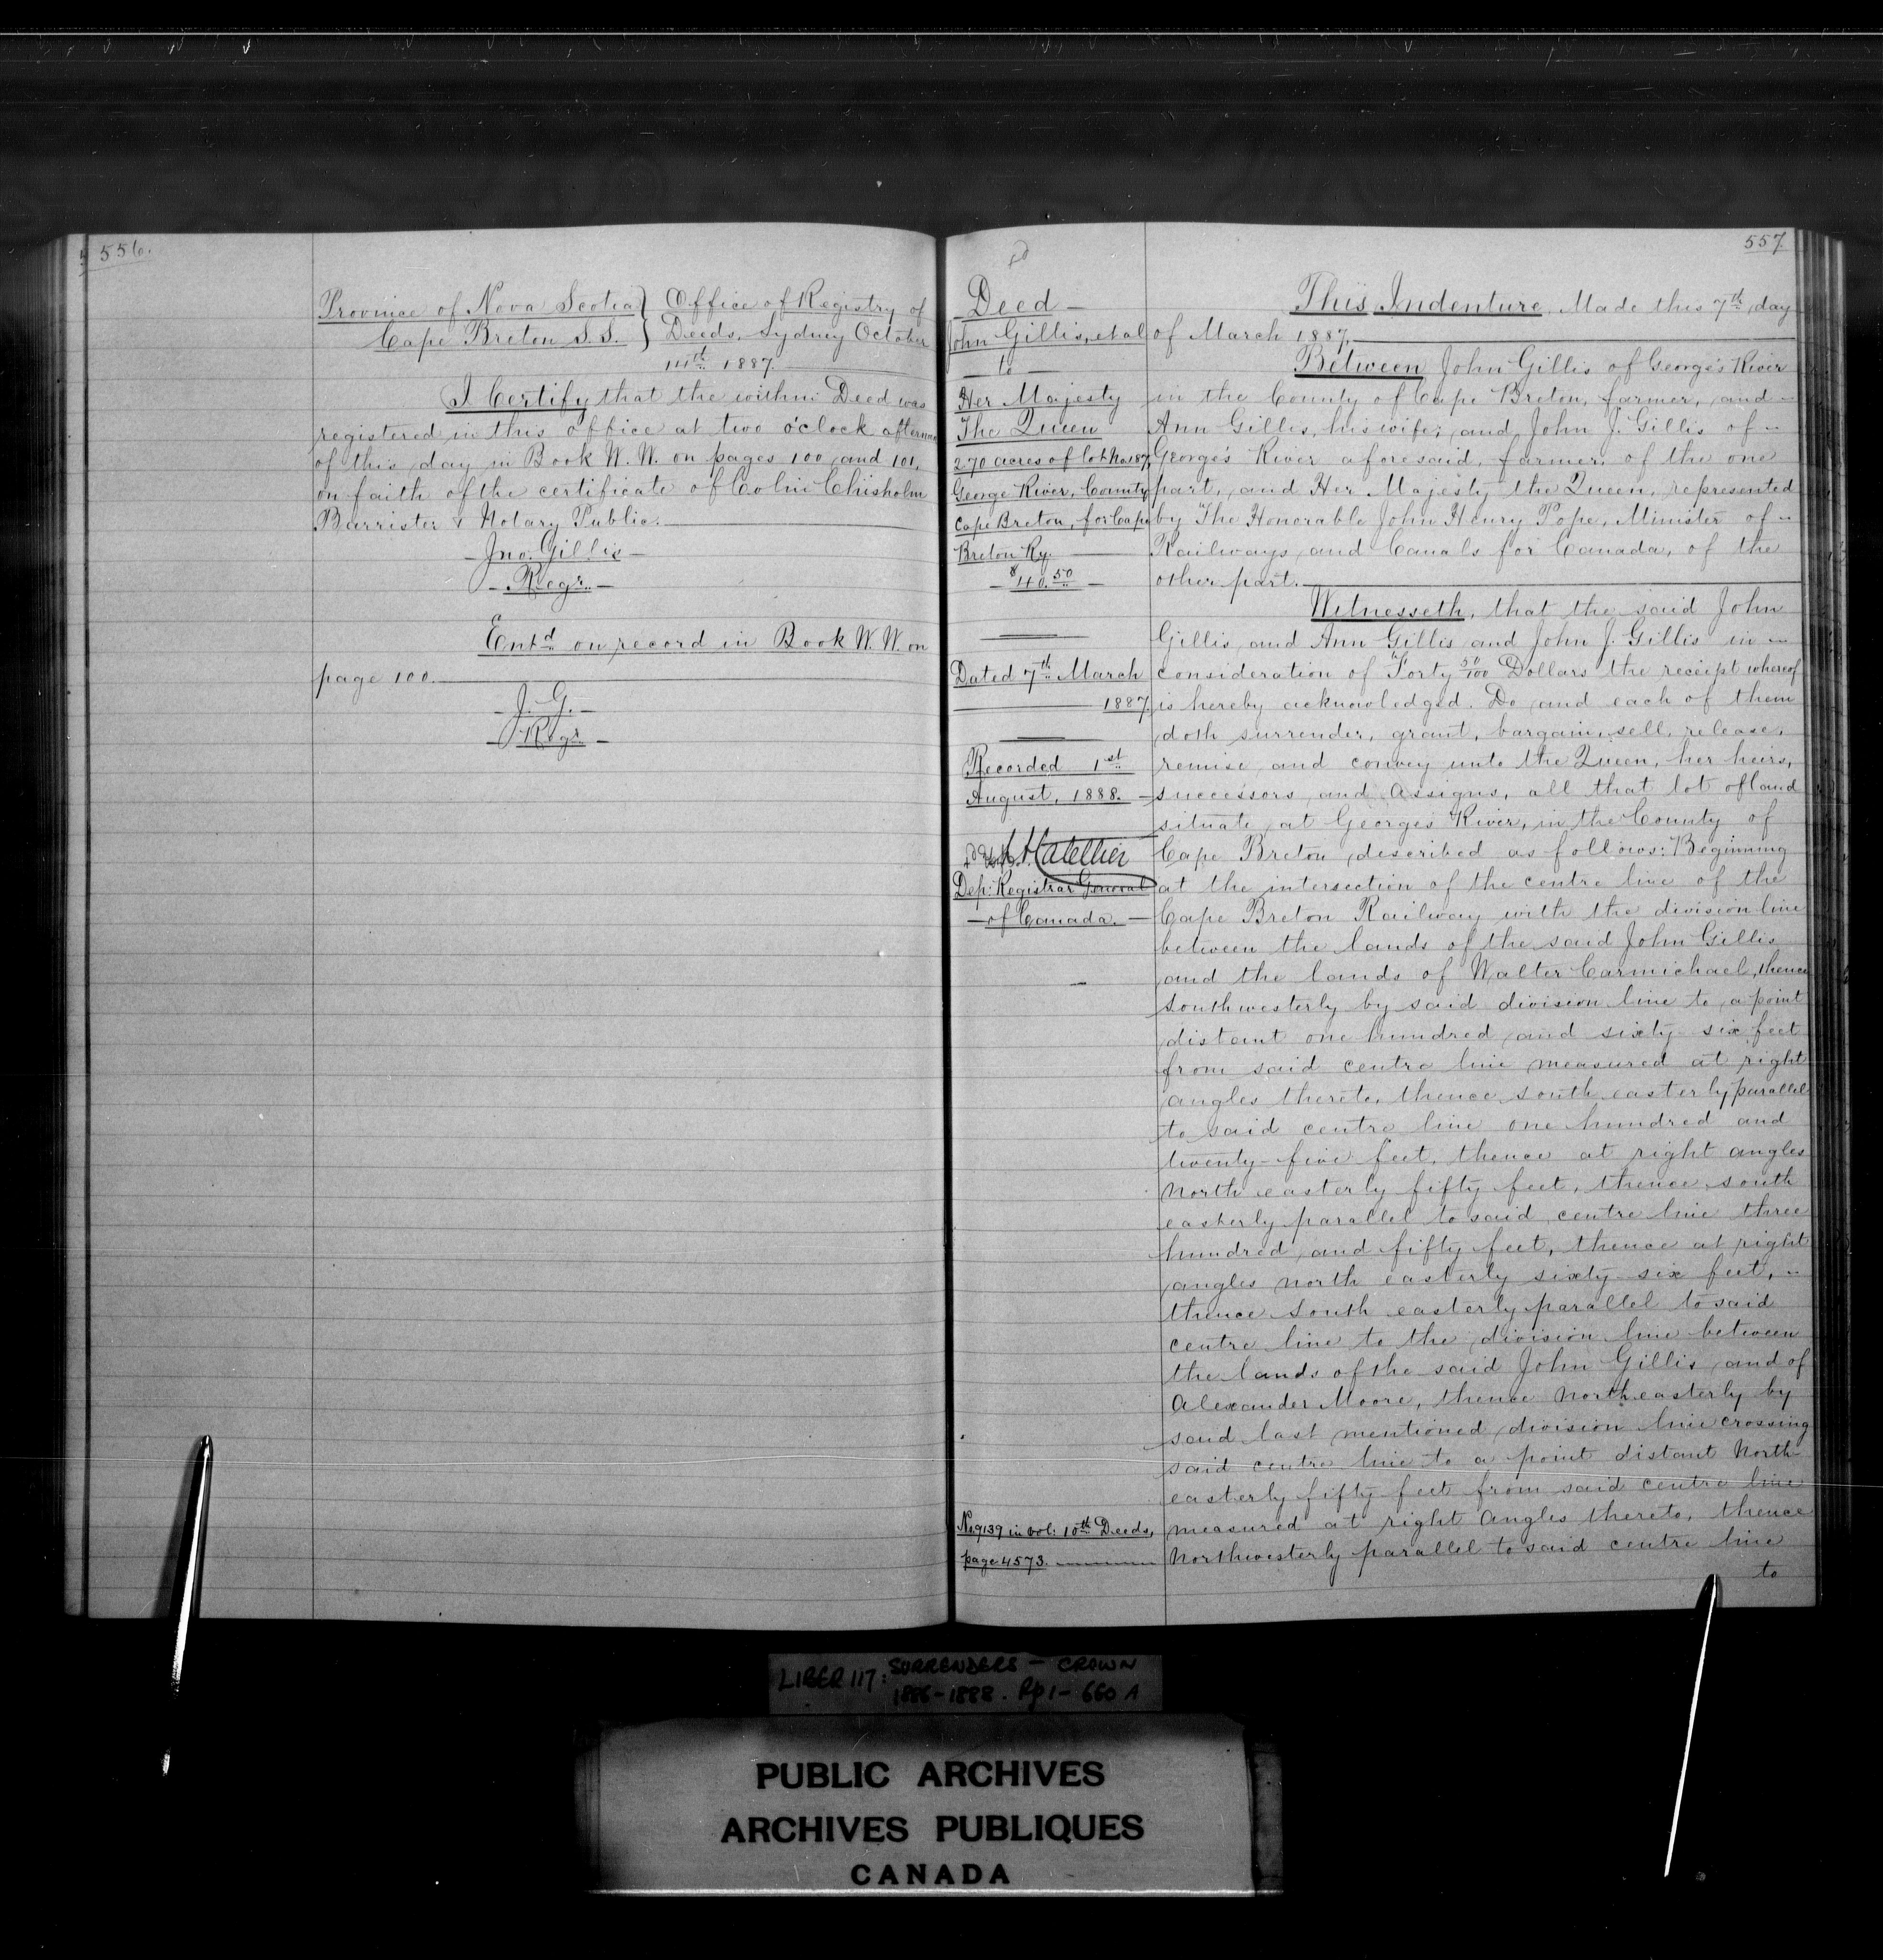 556.
Province of Nova Scotia } Office of Registry of
Cape Breton S.S. } Deeds, Sydney October
14th 1887.
I Certify that the within Deed was
registered in this office at two o'clock afternoon
of this day in Book W.W. on pages 100 and 101,
on faith of the certificate of Colin Chisholm
Barrister & Notary Public.
Jno. Gillis
Regr.
Entd on record in Book W.W. on
page 100.
J. G.
Regr.
557.
Deed
John Gillis, et al
to
Her Majesty
The Queen
2.70 acres of lot No 187,
George River, County
Cape Breton, for Cape
Breton Ry.
$40.50
Dated 7th March
1887.
Recorded 1st
August, 1888.
Dep: Registrar General
of Canada.
No 9139 in vol: 10th Deeds,
page 4573.
This Indenture, Made this 7th day
of March 1887,
Between John Gillis of George's River
in the County of Cape Breton, farmer, and
Ann Gillis, his wife, and John J. Gillis of
George's River aforesaid, farmer, of the one
part, and Her Majesty the Queen, represented
by The Honorable John Henry Pope, Minister of
Railways and Canals for Canada, of the
other part.
Witnesseth, that the said John
Gillis, and Ann Gillis and John J. Gillis in
consideration of Forty 50/100 Dollars the receipt whereof
is hereby acknowledged. Do and each of them
doth surrender, grant, bargain, sell, release,
remise and convey unto the Queen, her heirs,
successors and assigns, all that lot of land
situate at George's River, in the County of
Cape Breton, described as follows: Beginning
at the intersection of the centre line of the
Cape Breton Railway with the division line
between the lands of the said John Gillis
and the lands of Walter Carmichael, thence
southwesterly by said division line to a point
distant one hundred and sixty-six feet
from said centre line measured at right
angles thereto, thence south easterly parallel
to said centre line one hundred and
twenty-five feet, thence at right angles
North easterly fifty feet, thence south
easterly parallel to said centre line three
hundred and fifty feet, thence at right
angles north easterly sixty-six feet,
thence South easterly parallel to said
centre line to the division line between
the lands of the said John Gillis and of
Alexander Moore, thence Northeasterly by
said last mentioned division line crossing
said centre line to a point distant North-
easterly fifty feet from said centre line
measured at right angles thereto, thence
Northwesterly parallel to said centre line
to
LIBER 117: SURRENDERS - CROWN
1886-1888. Pp 1-660 A
PUBLIC ARCHIVES
ARCHIVES PUBLIQUES
CANADA